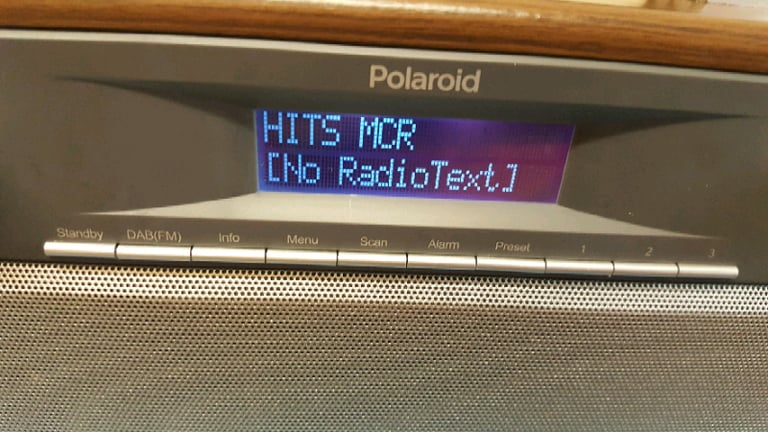 Polaroid
HITS MCR
[No RadioText]
Standby DAB(FM) Info Menu Scan Alarm Preset 1 2 3